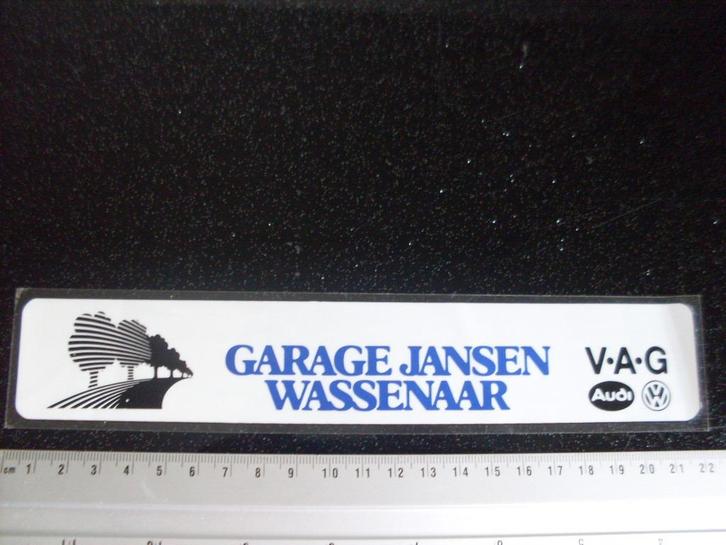 GARAGE JANSEN
WASSENAAR
V·A·G
Audi
cm 1 2 3 4 5 6 7 8 9 10 11 12 13 14 15 16 17 18 19 20 21 22